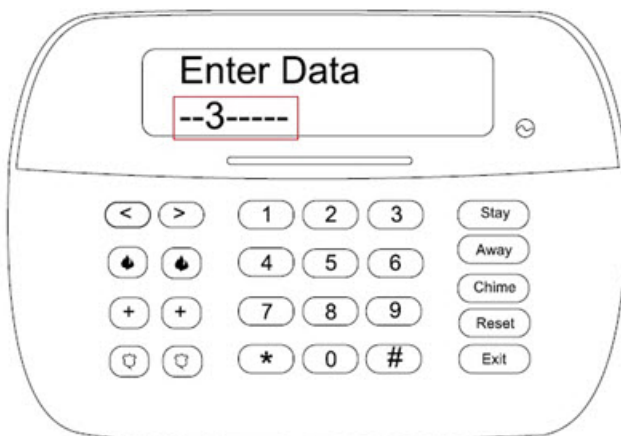 Enter Data
--3-----
< >
1 2 3
Stay
4 5 6
Away
Chime
+ +
7 8 9
Reset
* 0 #
Exit